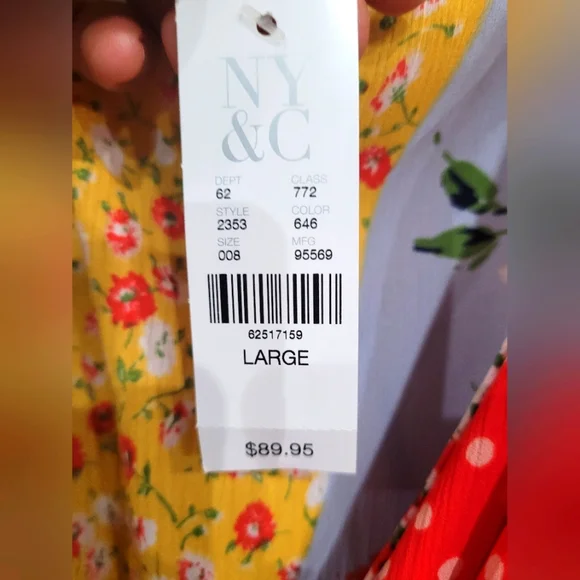 NY
&C
DEPT CLASS
62 772
STYLE COLOR
2353 646
SIZE MFG
008 95569
62517159
LARGE
$89.95